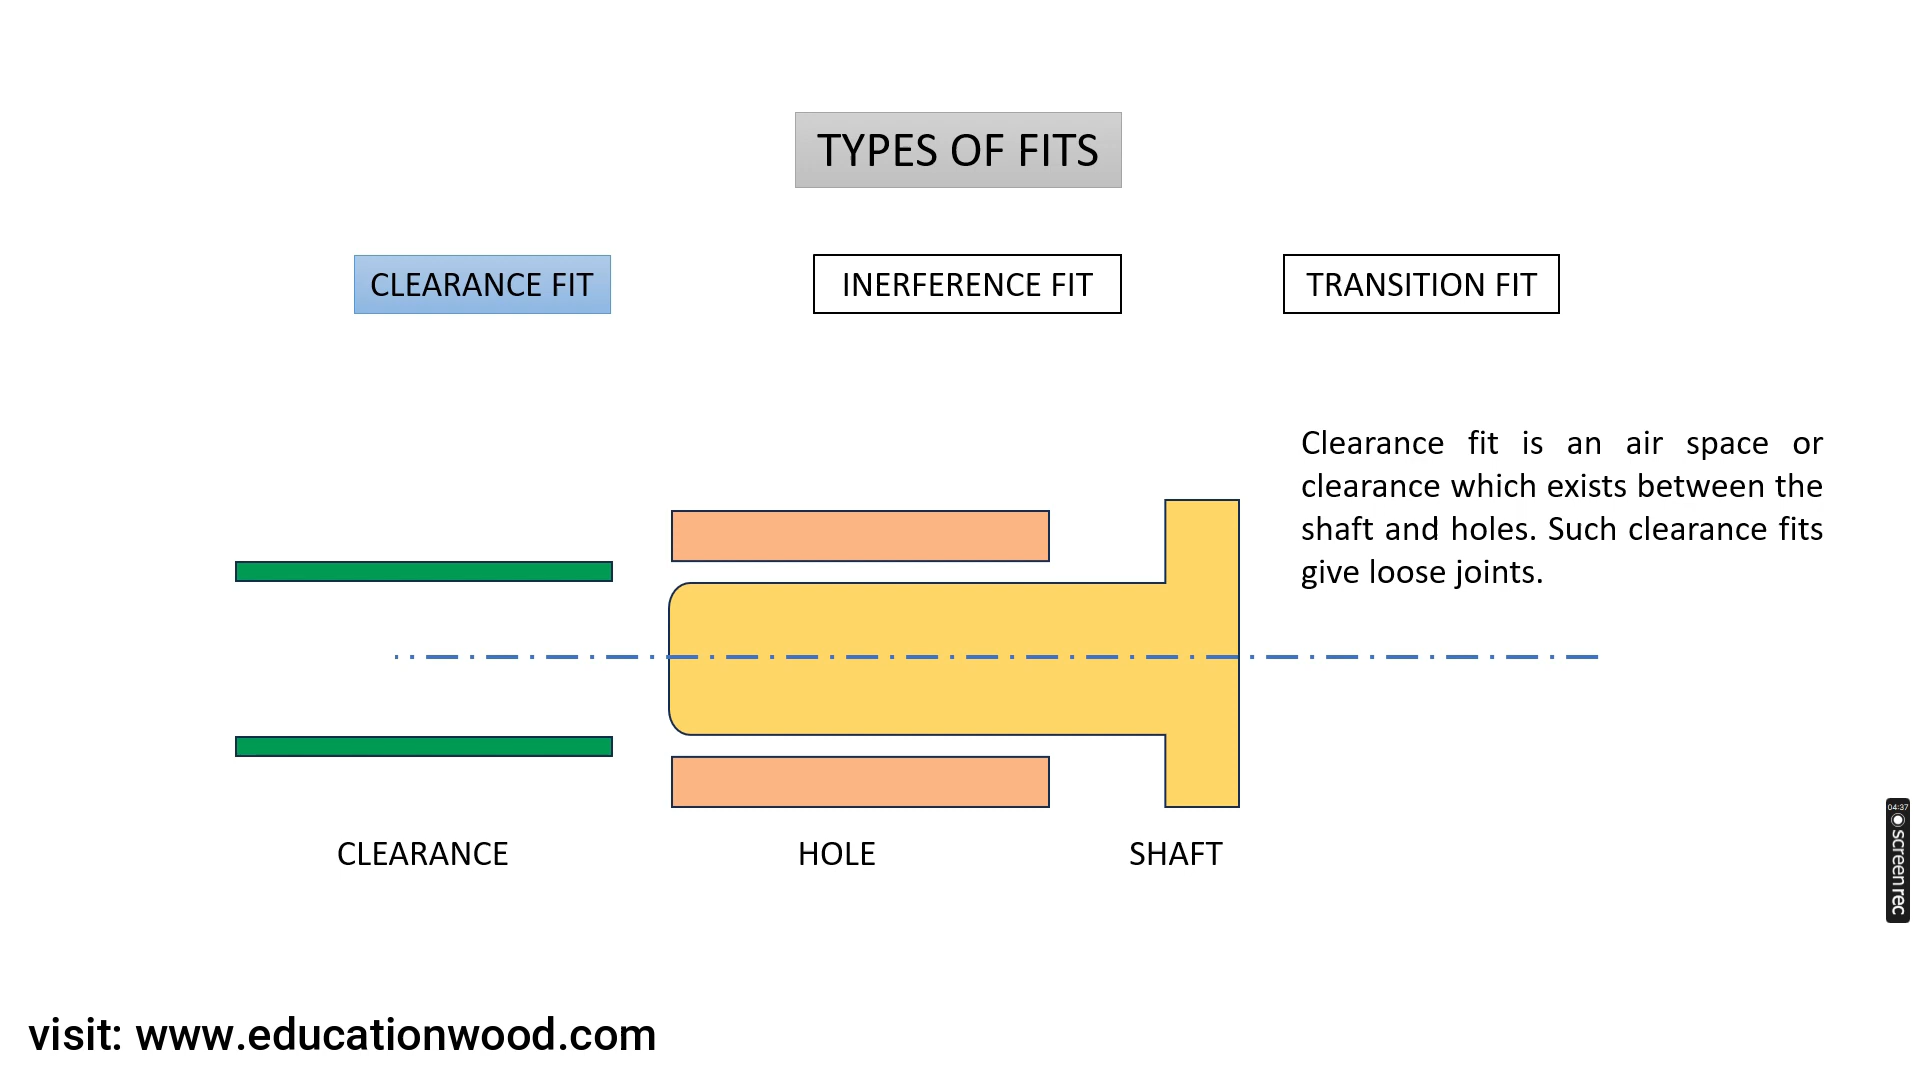 TYPES OF FITS
CLEARANCE FIT
INERFERENCE FIT
TRANSITION FIT
Clearance fit is an air space or
clearance which exists between the
shaft and holes. Such clearance fits
give loose joints.
CLEARANCE
HOLE
SHAFT
04:37
screenrec
visit: www.educationwood.com